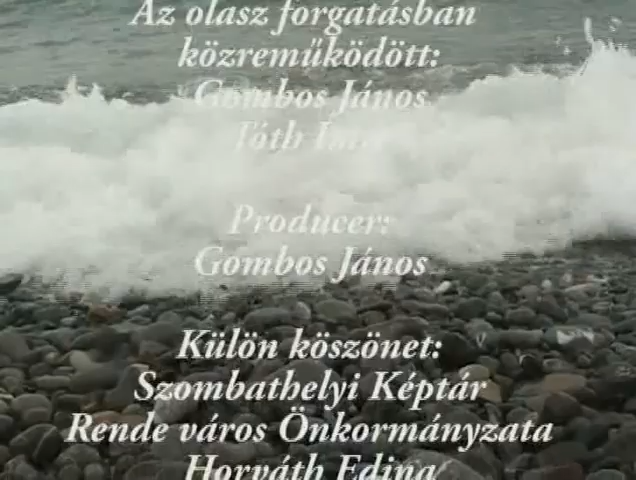 Az olasz forgatásban
közreműködött:
Gombos János
Tóth
Producer:
Gombos János
Külön köszönet:
Szombathelyi Képtár
Rende város Önkormányzata
Horváth Edina